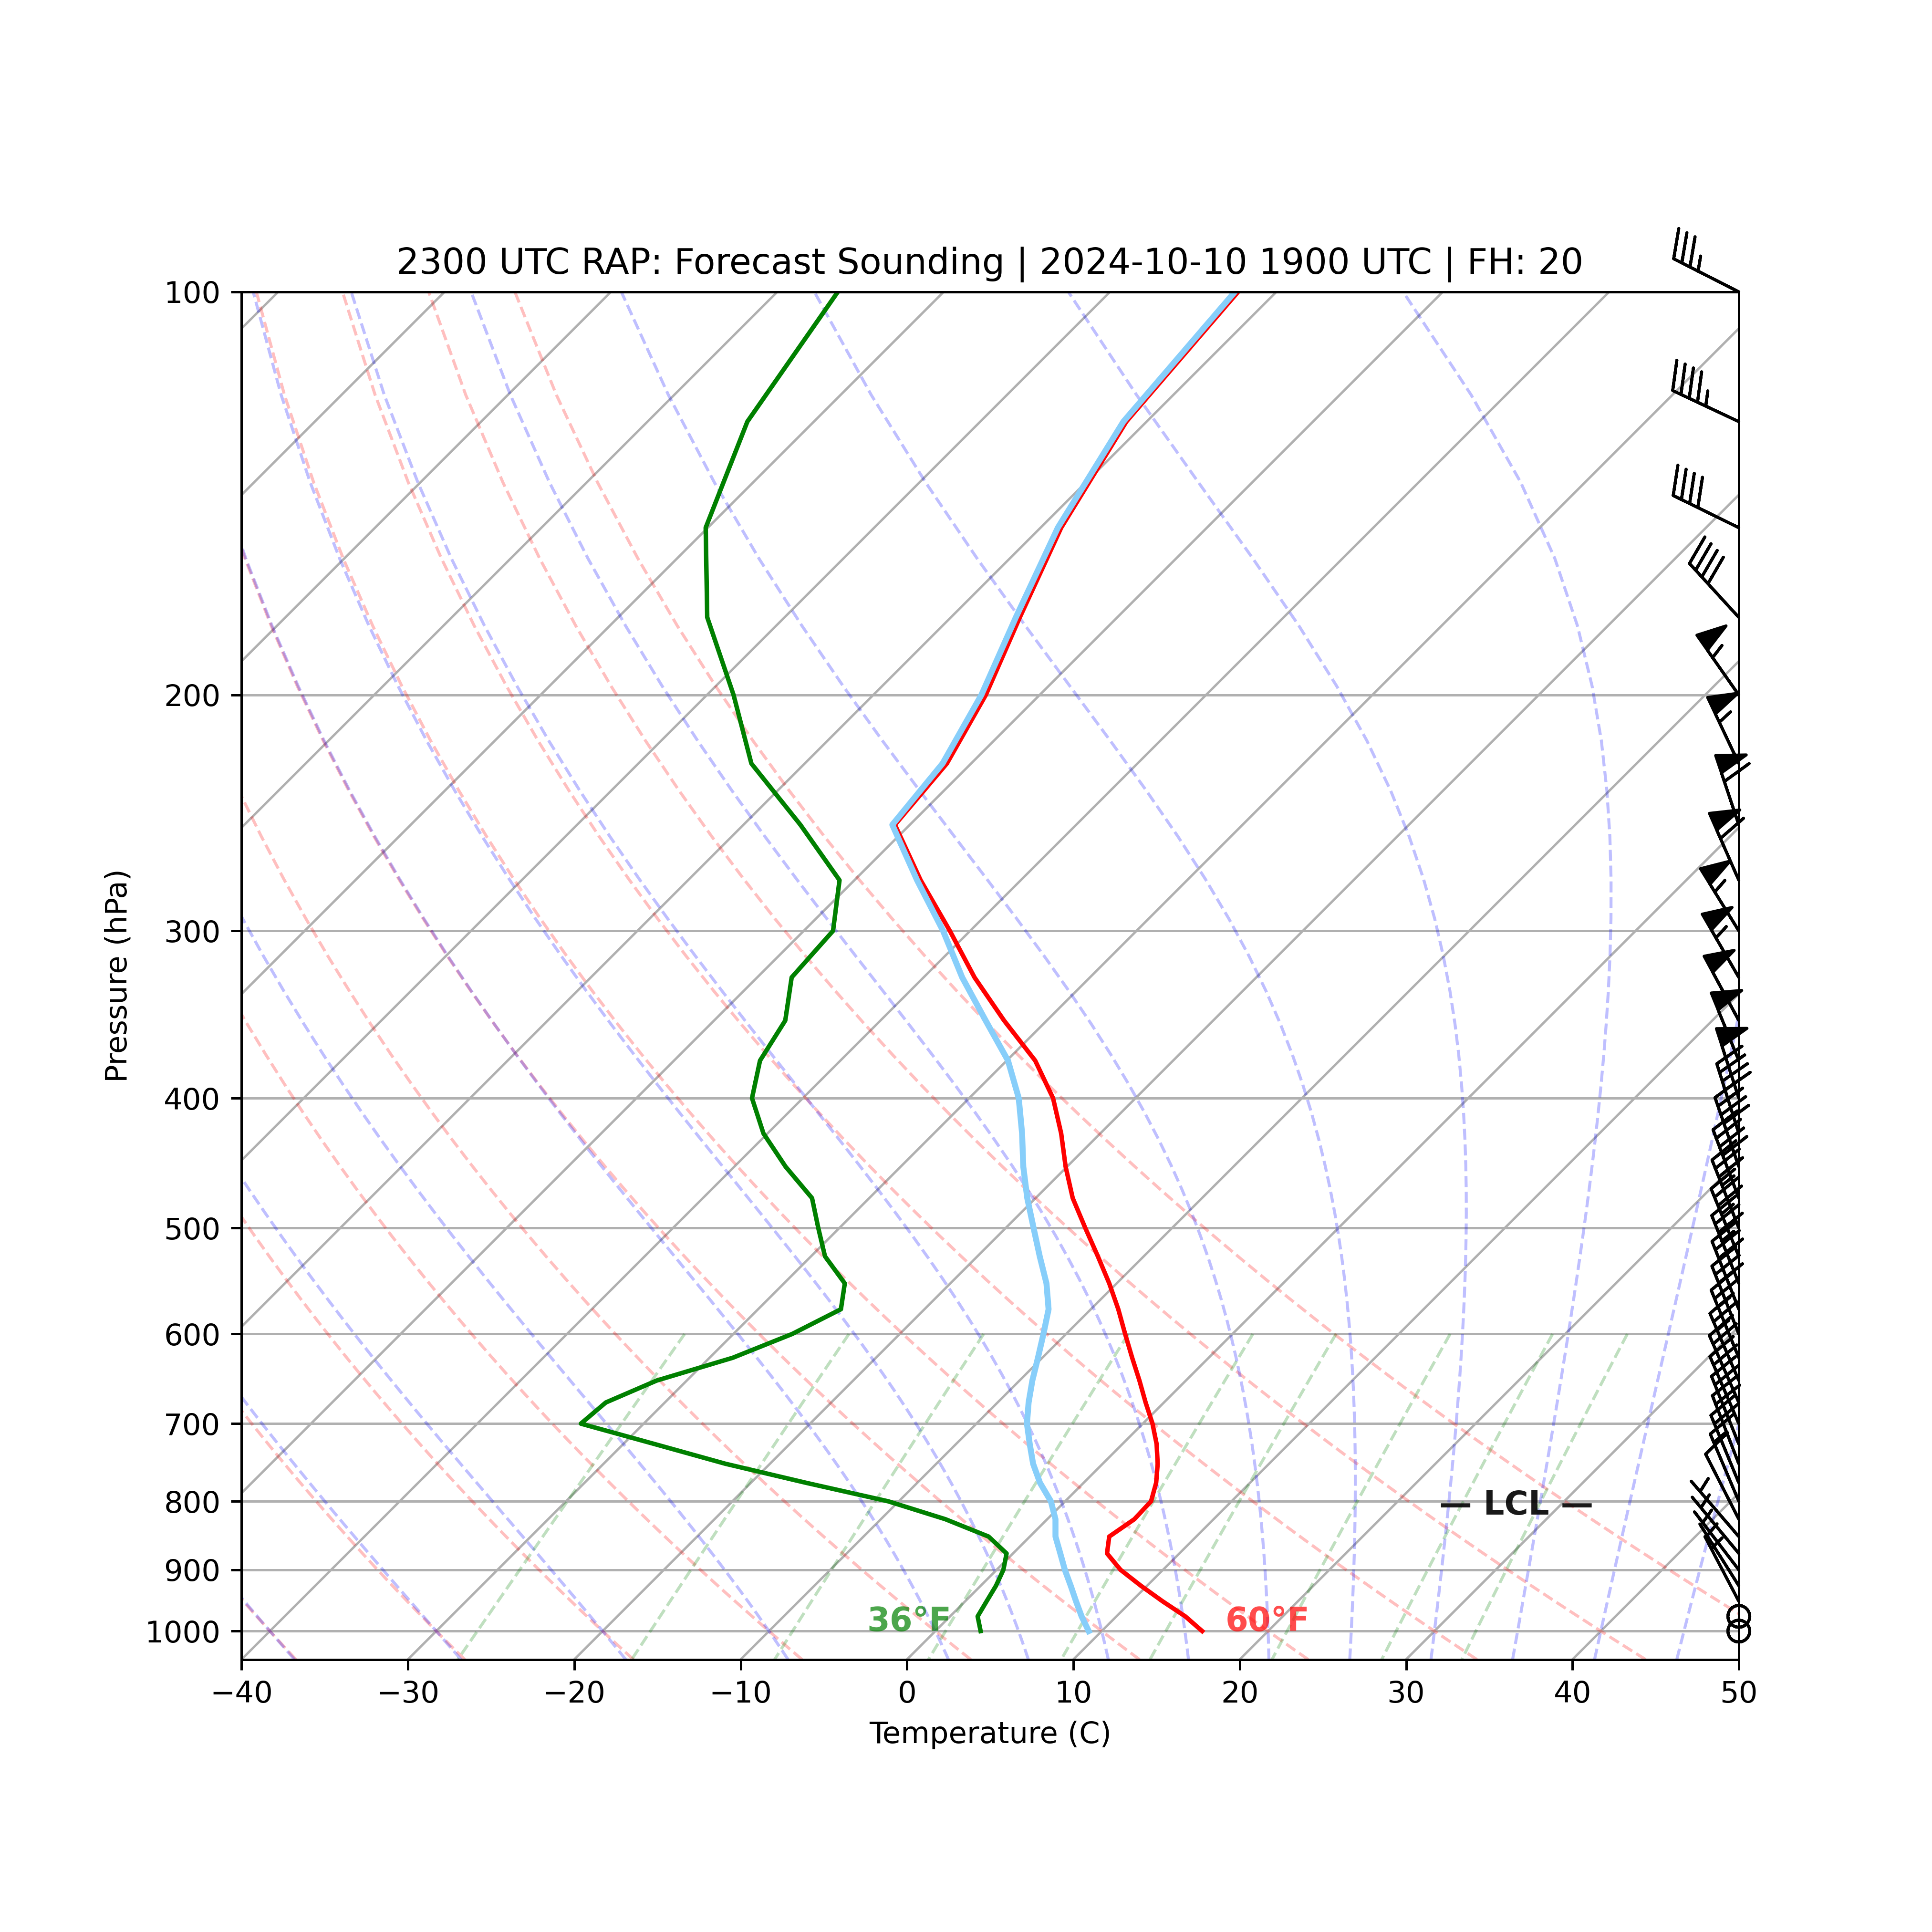 2300 UTC RAP: Forecast Sounding | 2024-10-10 1900 UTC | FH: 20
100
200
300
400
500
600
700
800
900
1000
Pressure (hPa)
— LCL —
36°F
60°F
−40 −30 −20 −10 0 10 20 30 40 50
Temperature (C)